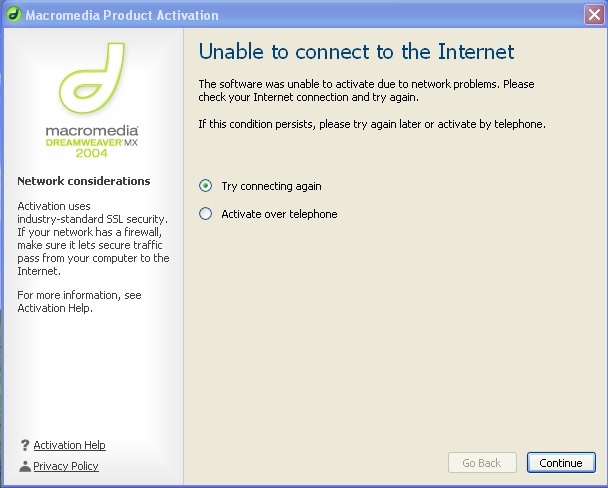 Macromedia Product Activation
macromedia®
DREAMWEAVER® MX
2004
Network considerations
Activation uses
industry-standard SSL security.
If your network has a firewall,
make sure it lets secure traffic
pass from your computer to the
Internet.
For more information, see
Activation Help.
? Activation Help
Privacy Policy
Unable to connect to the Internet
The software was unable to activate due to network problems. Please
check your Internet connection and try again.
If this condition persists, please try again later or activate by telephone.
Try connecting again
Activate over telephone
Go Back
Continue